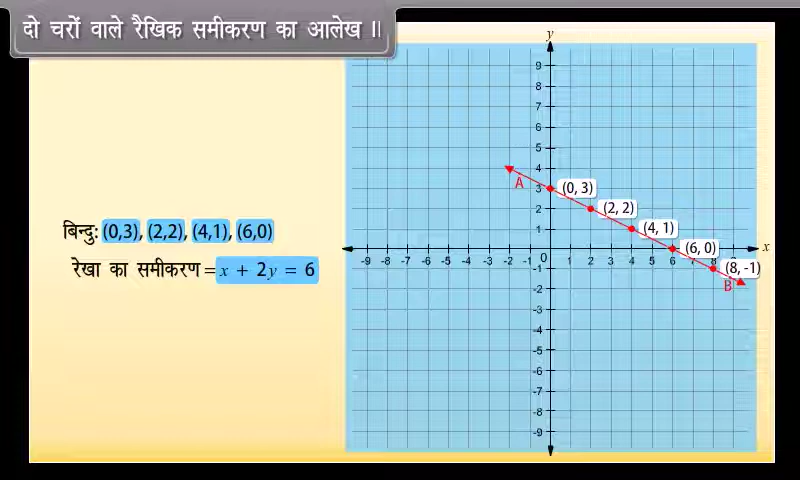 दो चरों वाले रैखिक समीकरण का आलेख ॥
बिन्दु: (0,3), (2,2), (4,1), (6,0)
रेखा का समीकरण = x + 2y = 6
y
9
8
7
6
5
4
3
2
1
A
(0, 3)
(2, 2)
(4, 1)
(6, 0)
x
-9 -8 -7 -6 -5 -4 -3 -2 -1 0 1 2 3 4 5 6 7 8 9
(8, -1)
B
-1
-2
-3
-4
-5
-6
-7
-8
-9